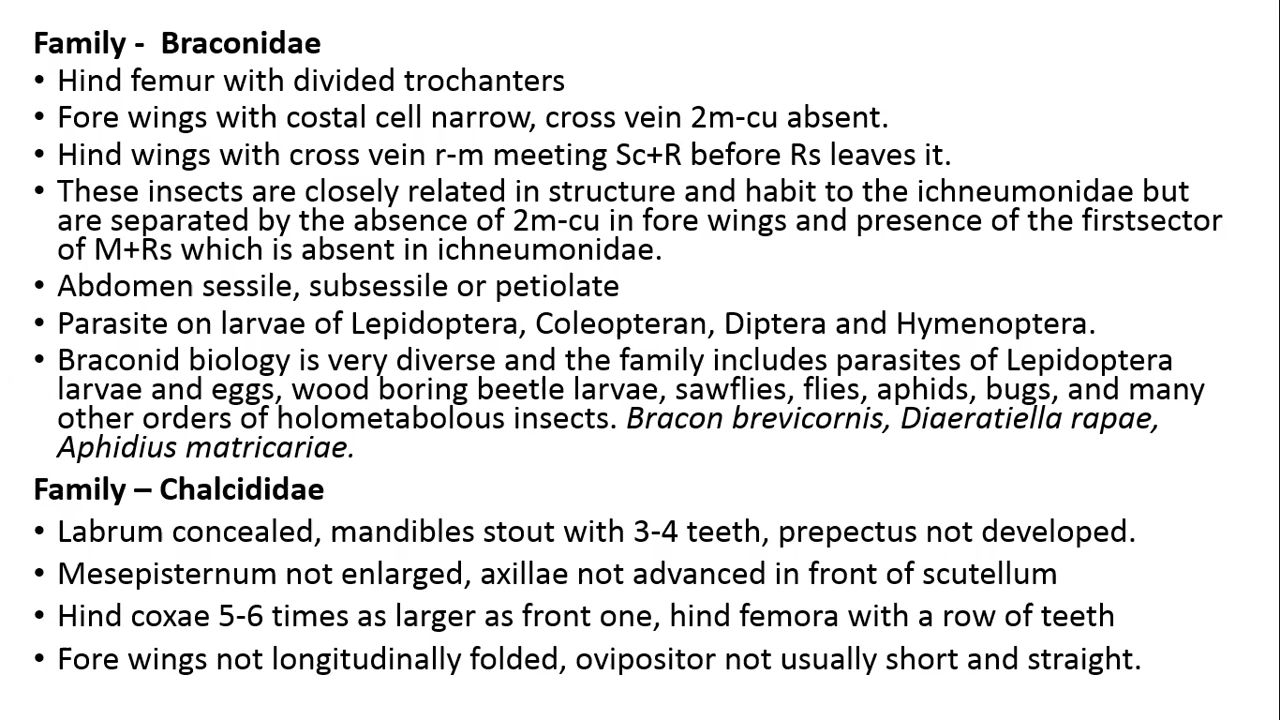 Family -  Braconidae
• Hind femur with divided trochanters
• Fore wings with costal cell narrow, cross vein 2m-cu absent.
• Hind wings with cross vein r-m meeting Sc+R before Rs leaves it.
• These insects are closely related in structure and habit to the ichneumonidae but
are separated by the absence of 2m-cu in fore wings and presence of the firstsector
of M+Rs which is absent in ichneumonidae.
• Abdomen sessile, subsessile or petiolate
• Parasite on larvae of Lepidoptera, Coleopteran, Diptera and Hymenoptera.
• Braconid biology is very diverse and the family includes parasites of Lepidoptera
larvae and eggs, wood boring beetle larvae, sawflies, flies, aphids, bugs, and many
other orders of holometabolous insects. Bracon brevicornis, Diaeratiella rapae,
Aphidius matricariae.
Family – Chalcididae
• Labrum concealed, mandibles stout with 3-4 teeth, prepectus not developed.
• Mesepisternum not enlarged, axillae not advanced in front of scutellum
• Hind coxae 5-6 times as larger as front one, hind femora with a row of teeth
• Fore wings not longitudinally folded, ovipositor not usually short and straight.